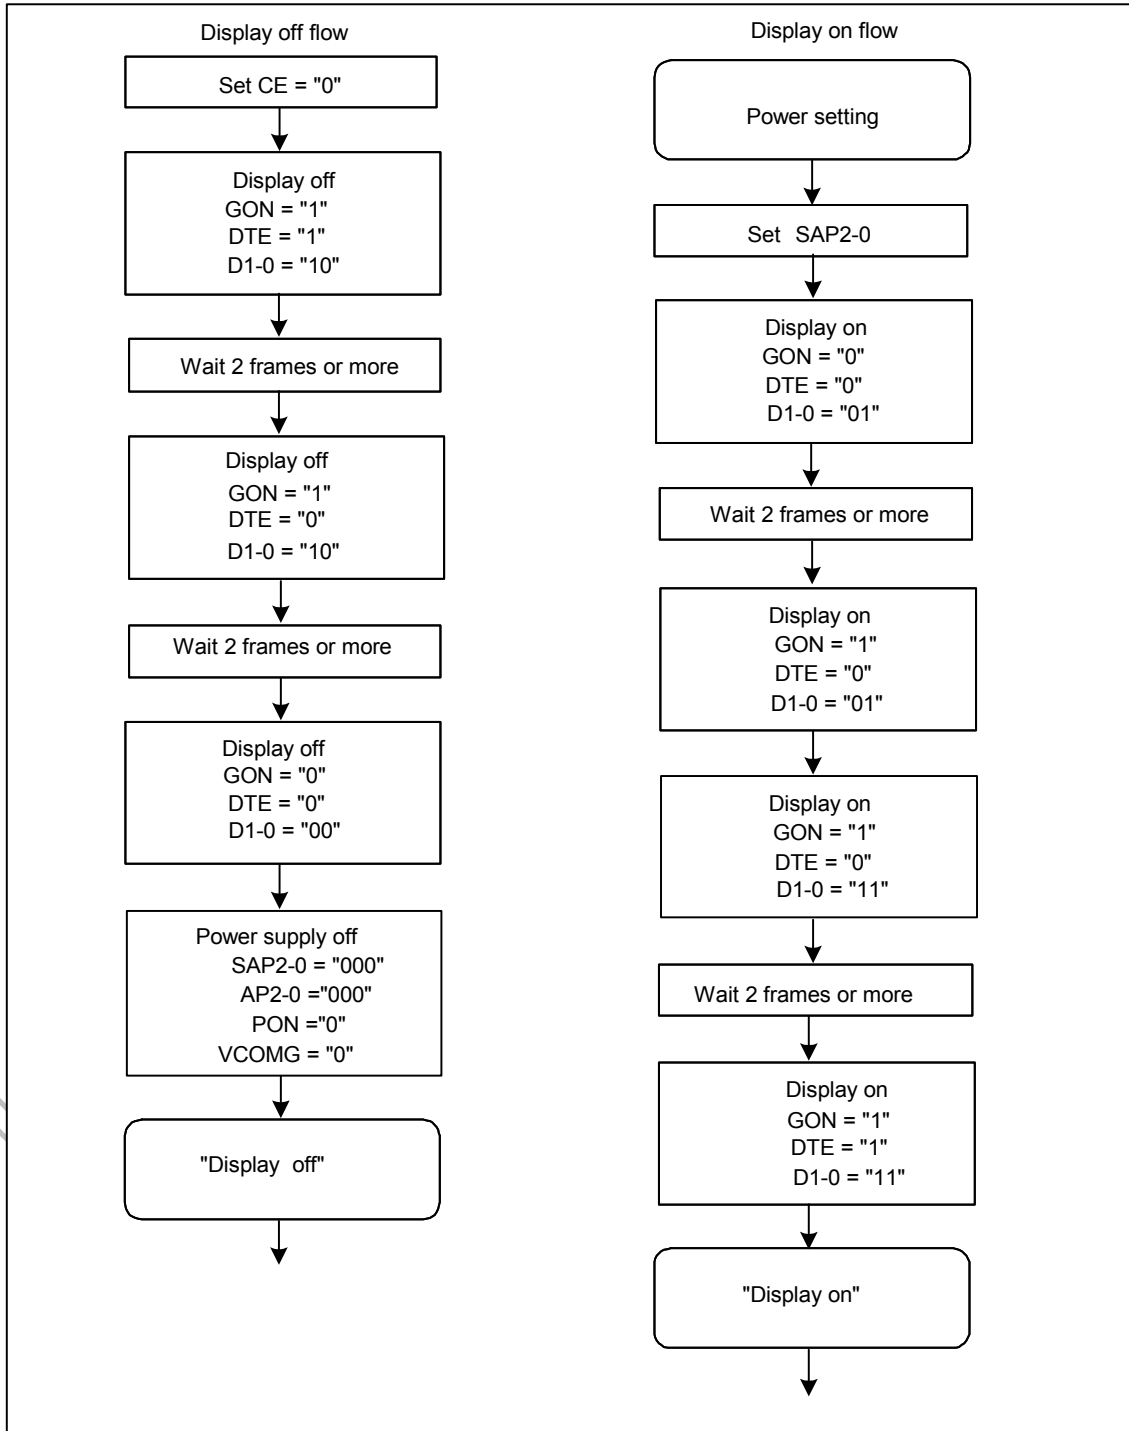 Display off flow
Set CE = "0"
Display off
GON = "1"
DTE = "1"
D1-0 = "10"
Wait 2 frames or more
Display off
GON = "1"
DTE = "0"
D1-0 = "10"
Wait 2 frames or more
Display off
GON = "0"
DTE = "0"
D1-0 = "00"
Power supply off
SAP2-0 = "000"
AP2-0 ="000"
PON ="0"
VCOMG = "0"
"Display off"
Display on flow
Power setting
Set SAP2-0
Display on
GON = "0"
DTE = "0"
D1-0 = "01"
Wait 2 frames or more
Display on
GON = "1"
DTE = "0"
D1-0 = "01"
Display on
GON = "1"
DTE = "0"
D1-0 = "11"
Wait 2 frames or more
Display on
GON = "1"
DTE = "1"
D1-0 = "11"
"Display on"